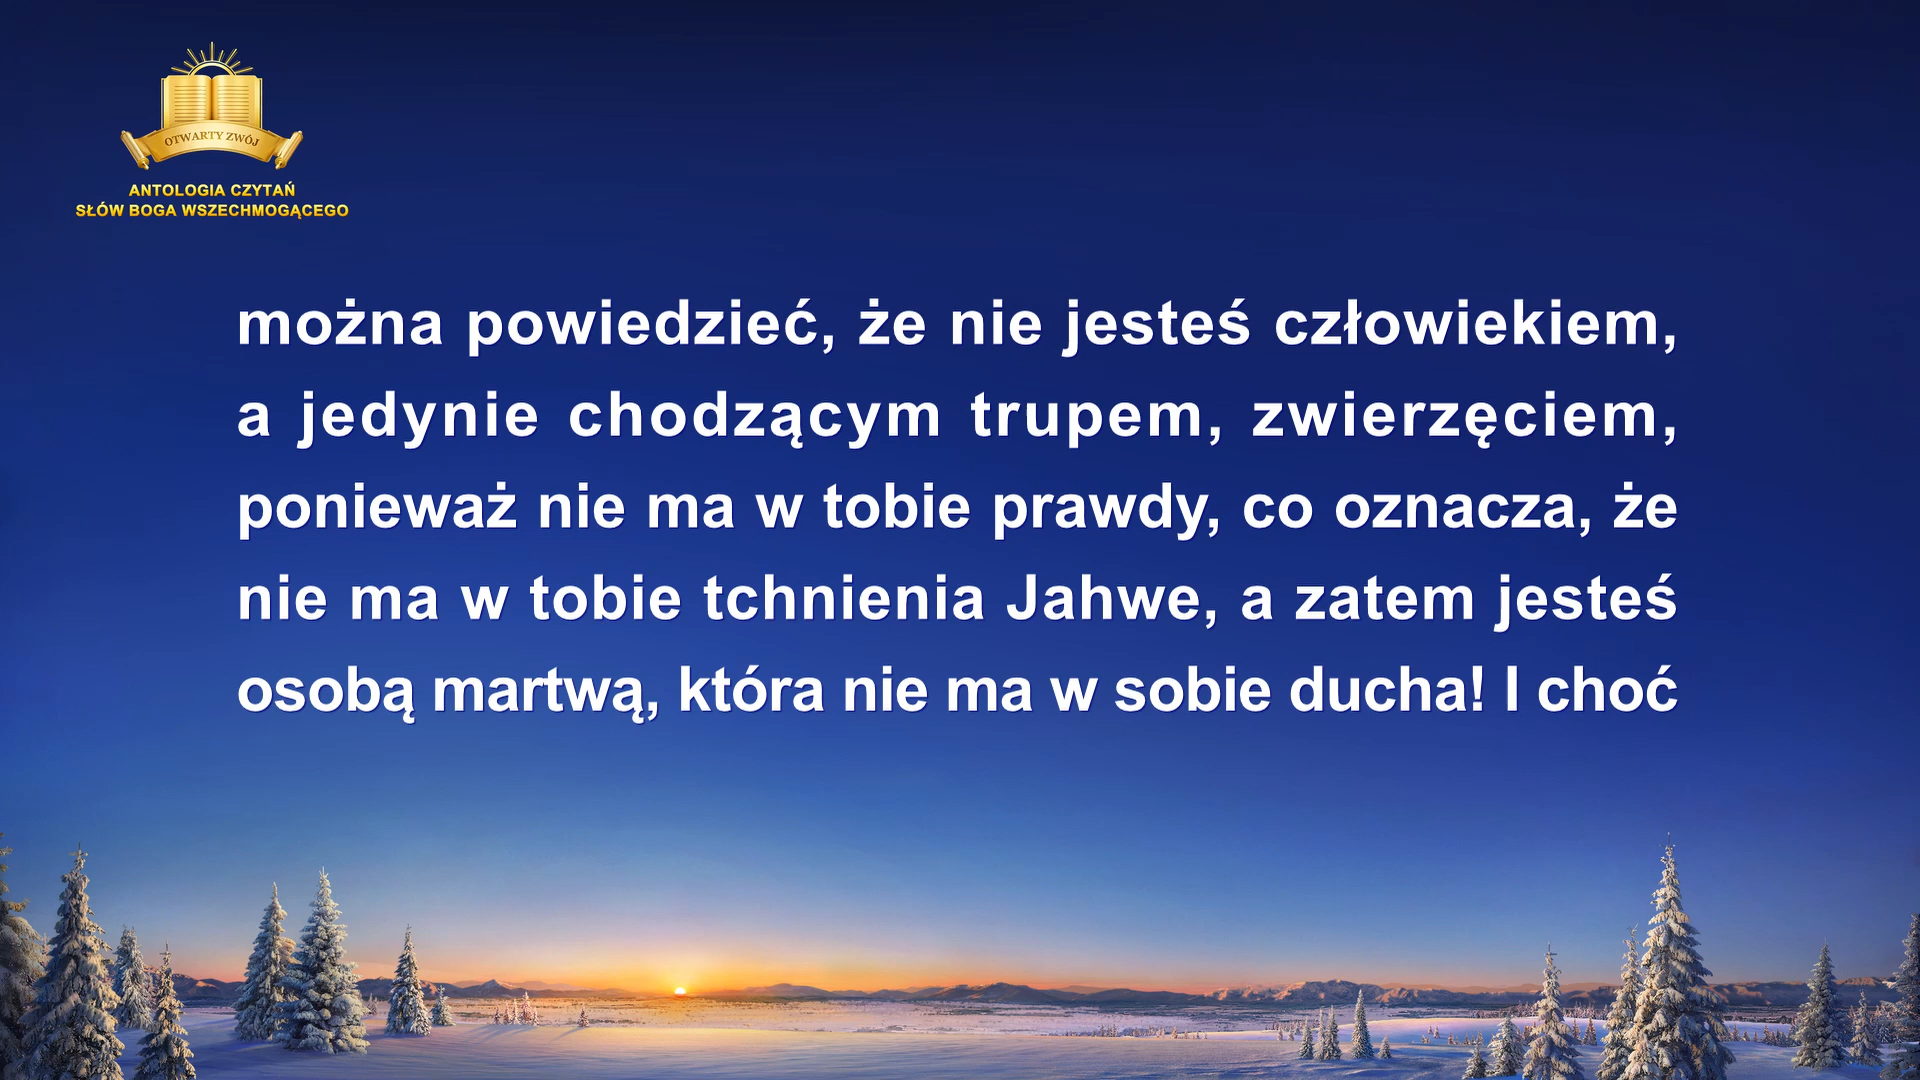 OTWARTY ZWÓJ
ANTOLOGIA CZYTAŃ
SŁÓW BOGA WSZECHMOGĄCEGO
można powiedzieć, że nie jesteś człowiekiem,
a jedynie chodzącym trupem, zwierzęciem,
ponieważ nie ma w tobie prawdy, co oznacza, że
nie ma w tobie tchnienia Jahwe, a zatem jesteś
osobą martwą, która nie ma w sobie ducha! I choć